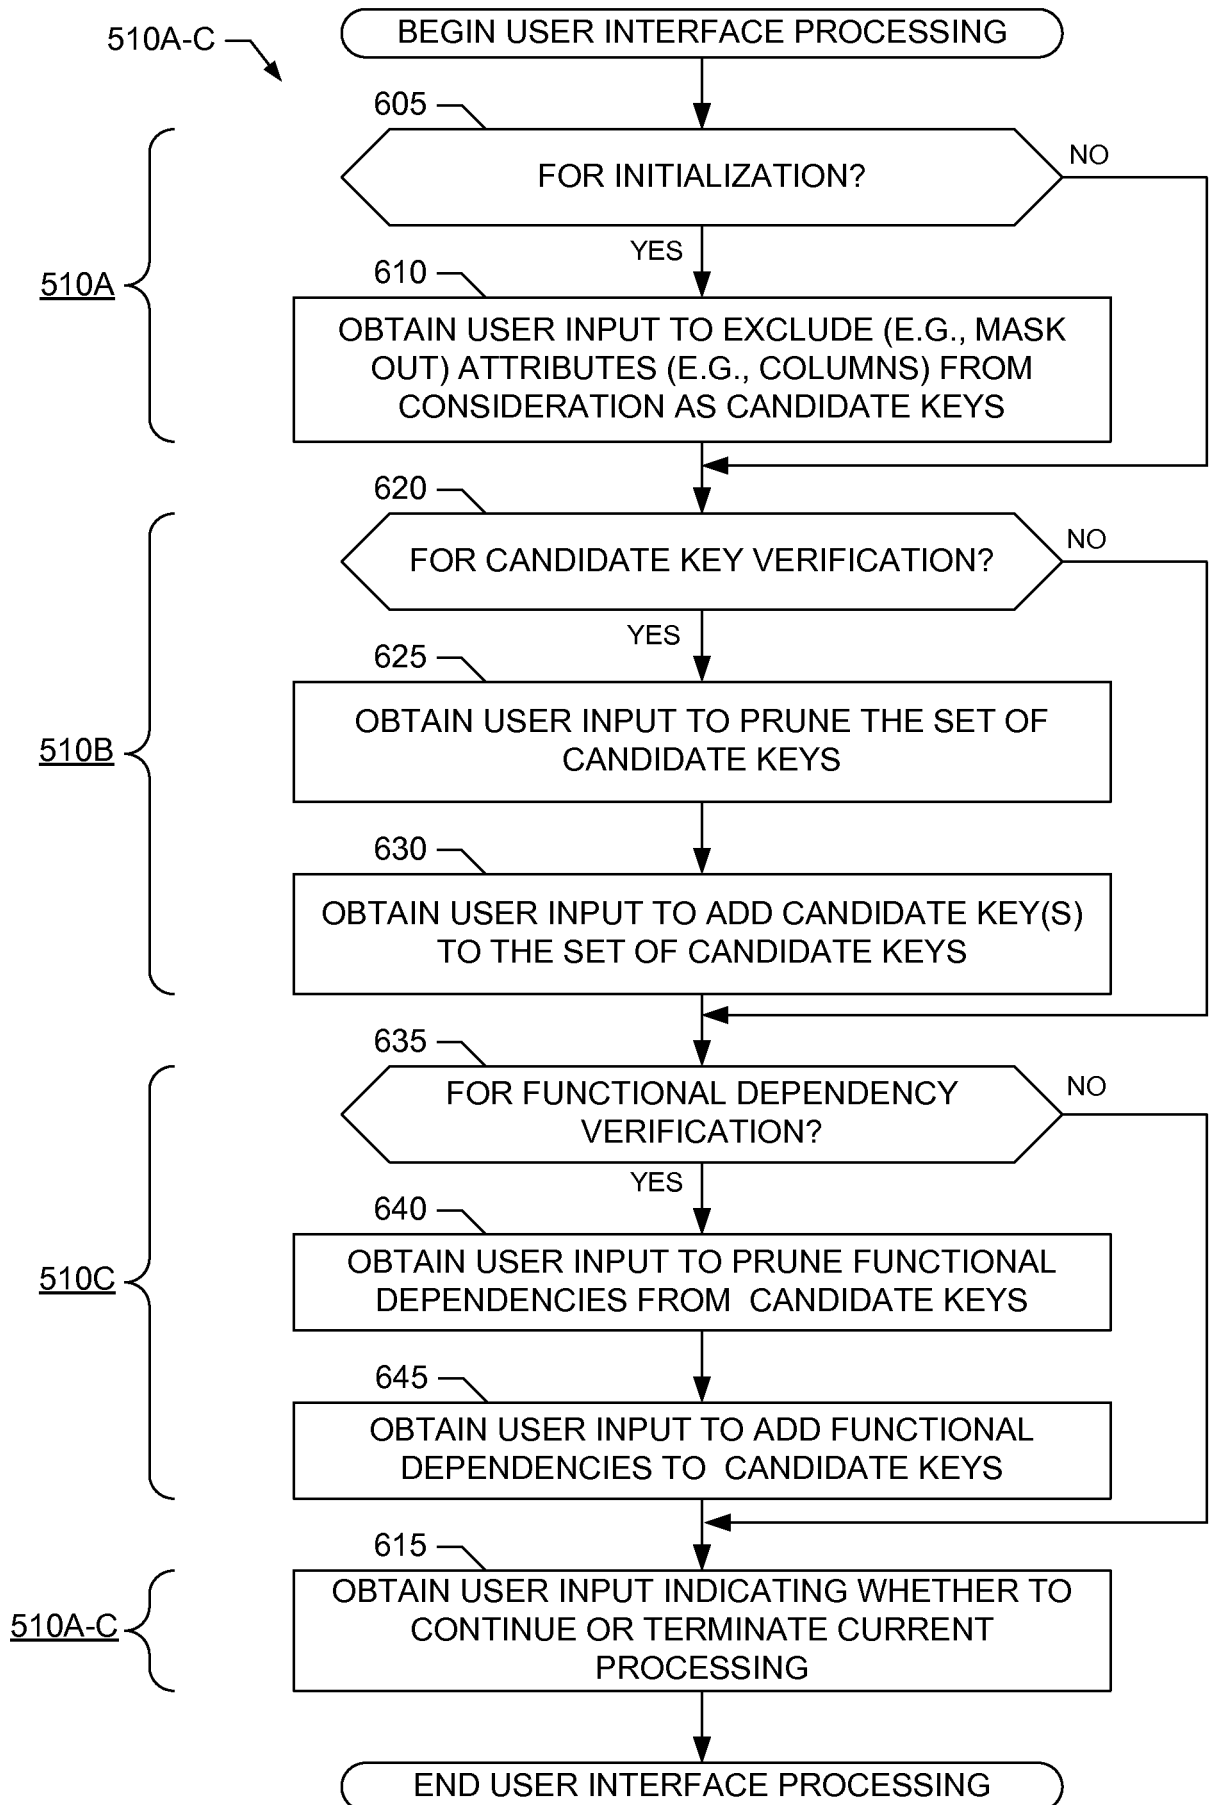 510A-C
BEGIN USER INTERFACE PROCESSING
605
FOR INITIALIZATION?
NO
YES
510A
610
OBTAIN USER INPUT TO EXCLUDE (E.G., MASK
OUT) ATTRIBUTES (E.G., COLUMNS) FROM
CONSIDERATION AS CANDIDATE KEYS
620
FOR CANDIDATE KEY VERIFICATION?
NO
YES
510B
625
OBTAIN USER INPUT TO PRUNE THE SET OF
CANDIDATE KEYS
630
OBTAIN USER INPUT TO ADD CANDIDATE KEY(S)
TO THE SET OF CANDIDATE KEYS
635
FOR FUNCTIONAL DEPENDENCY
VERIFICATION?
NO
YES
510C
640
OBTAIN USER INPUT TO PRUNE FUNCTIONAL
DEPENDENCIES FROM CANDIDATE KEYS
645
OBTAIN USER INPUT TO ADD FUNCTIONAL
DEPENDENCIES TO CANDIDATE KEYS
510A-C
615
OBTAIN USER INPUT INDICATING WHETHER TO
CONTINUE OR TERMINATE CURRENT
PROCESSING
END USER INTERFACE PROCESSING